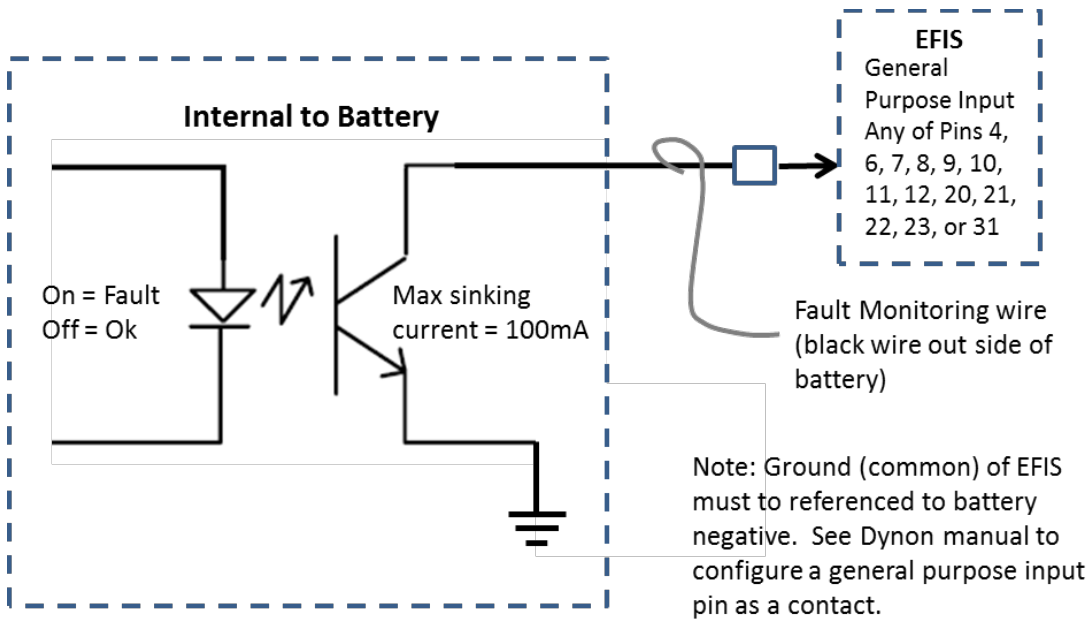 EFIS
General
Purpose Input
Any of Pins 4,
6, 7, 8, 9, 10,
11, 12, 20, 21,
22, 23, or 31
Internal to Battery
On = Fault
Off = Ok
Max sinking
current = 100mA
Fault Monitoring wire
(black wire out side of
battery)
Note: Ground (common) of EFIS
must to referenced to battery
negative.  See Dynon manual to
configure a general purpose input
pin as a contact.